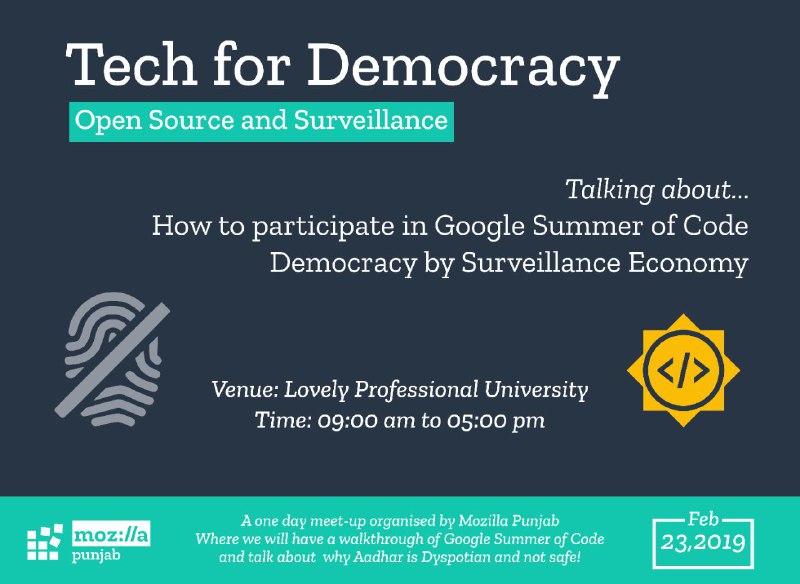 Tech for Democracy
Open Source and Surveillance
Talking about...
How to participate in Google Summer of Code
Democracy by Surveillance Economy
</>
Venue: Lovely Professional University
Time: 09:00 am to 05:00 pm
moz://a
punjab
A one day meet-up organised by Mozilla Punjab
Where we will have a walkthrough of Google Summer of Code
and talk about why Aadhar is Dyspotian and not safe!
Feb
23,2019